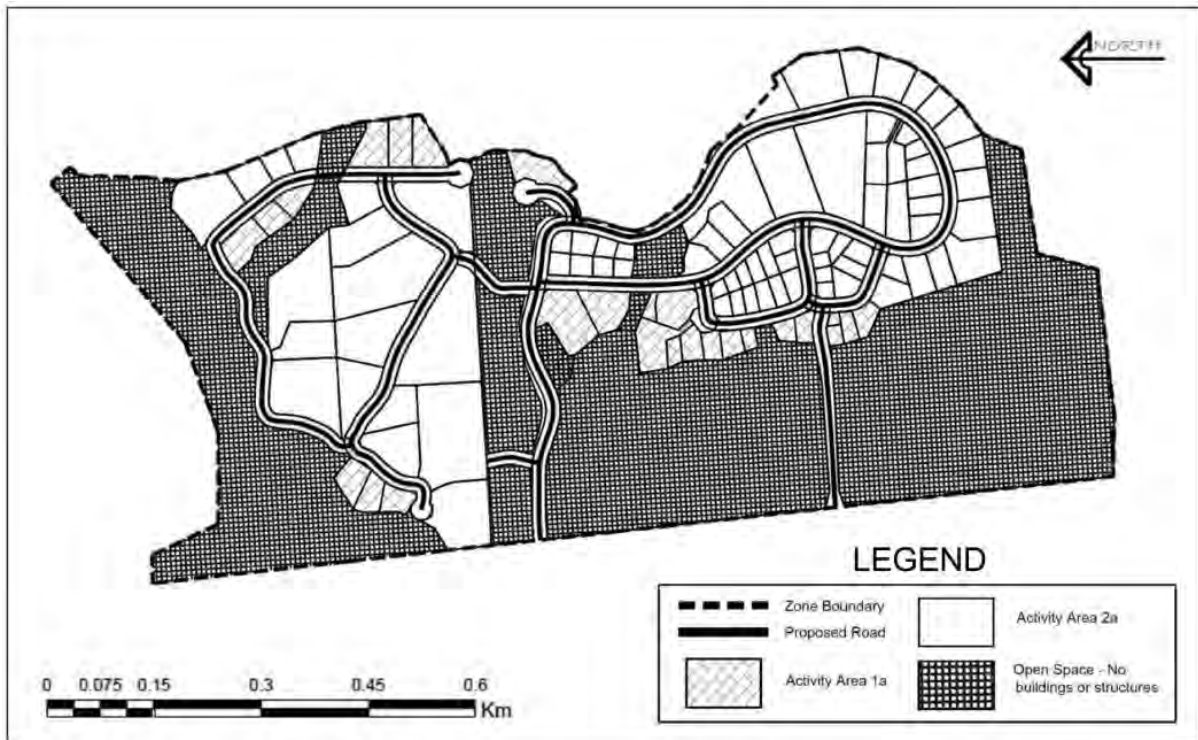 NORTH
LEGEND
Zone Boundary
Proposed Road
Activity Area 1a
Activity Area 2a
Open Space - No
buildings or structures
0 0.075 0.15 0.3 0.45 0.6
Km